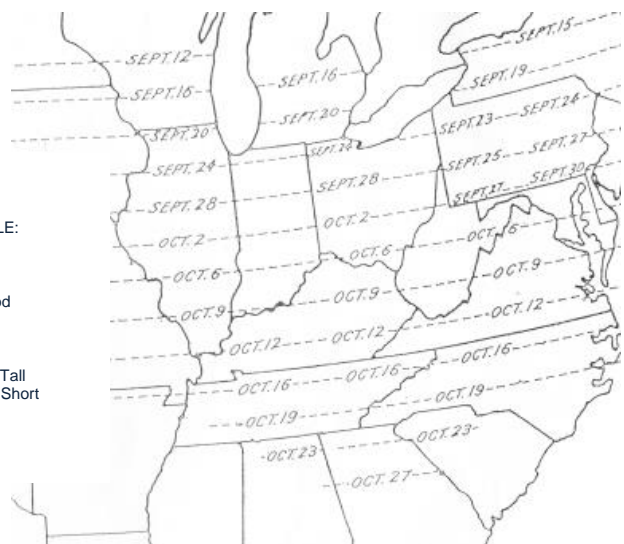 SEPT. 15
SEPT. 12
SEPT. 16
SEPT. 19
SEPT. 16
SEPT. 20
SEPT. 23
SEPT. 24
SEPT. 20
SEPT. 24
SEPT. 24
SEPT. 25
SEPT. 27
SEPT. 28
SEPT. 28
SEPT. 27
SEPT. 30
LE:
OCT. 2
OCT. 2
OCT. 16
OCT. 6
OCT. 6
OCT. 9
od
OCT. 9
OCT. 9
OCT. 12
OCT. 12
OCT. 12
Tall
OCT. 16
OCT. 16
OCT. 16
Short
OCT. 19
OCT. 19
OCT. 23
OCT. 23
OCT. 27